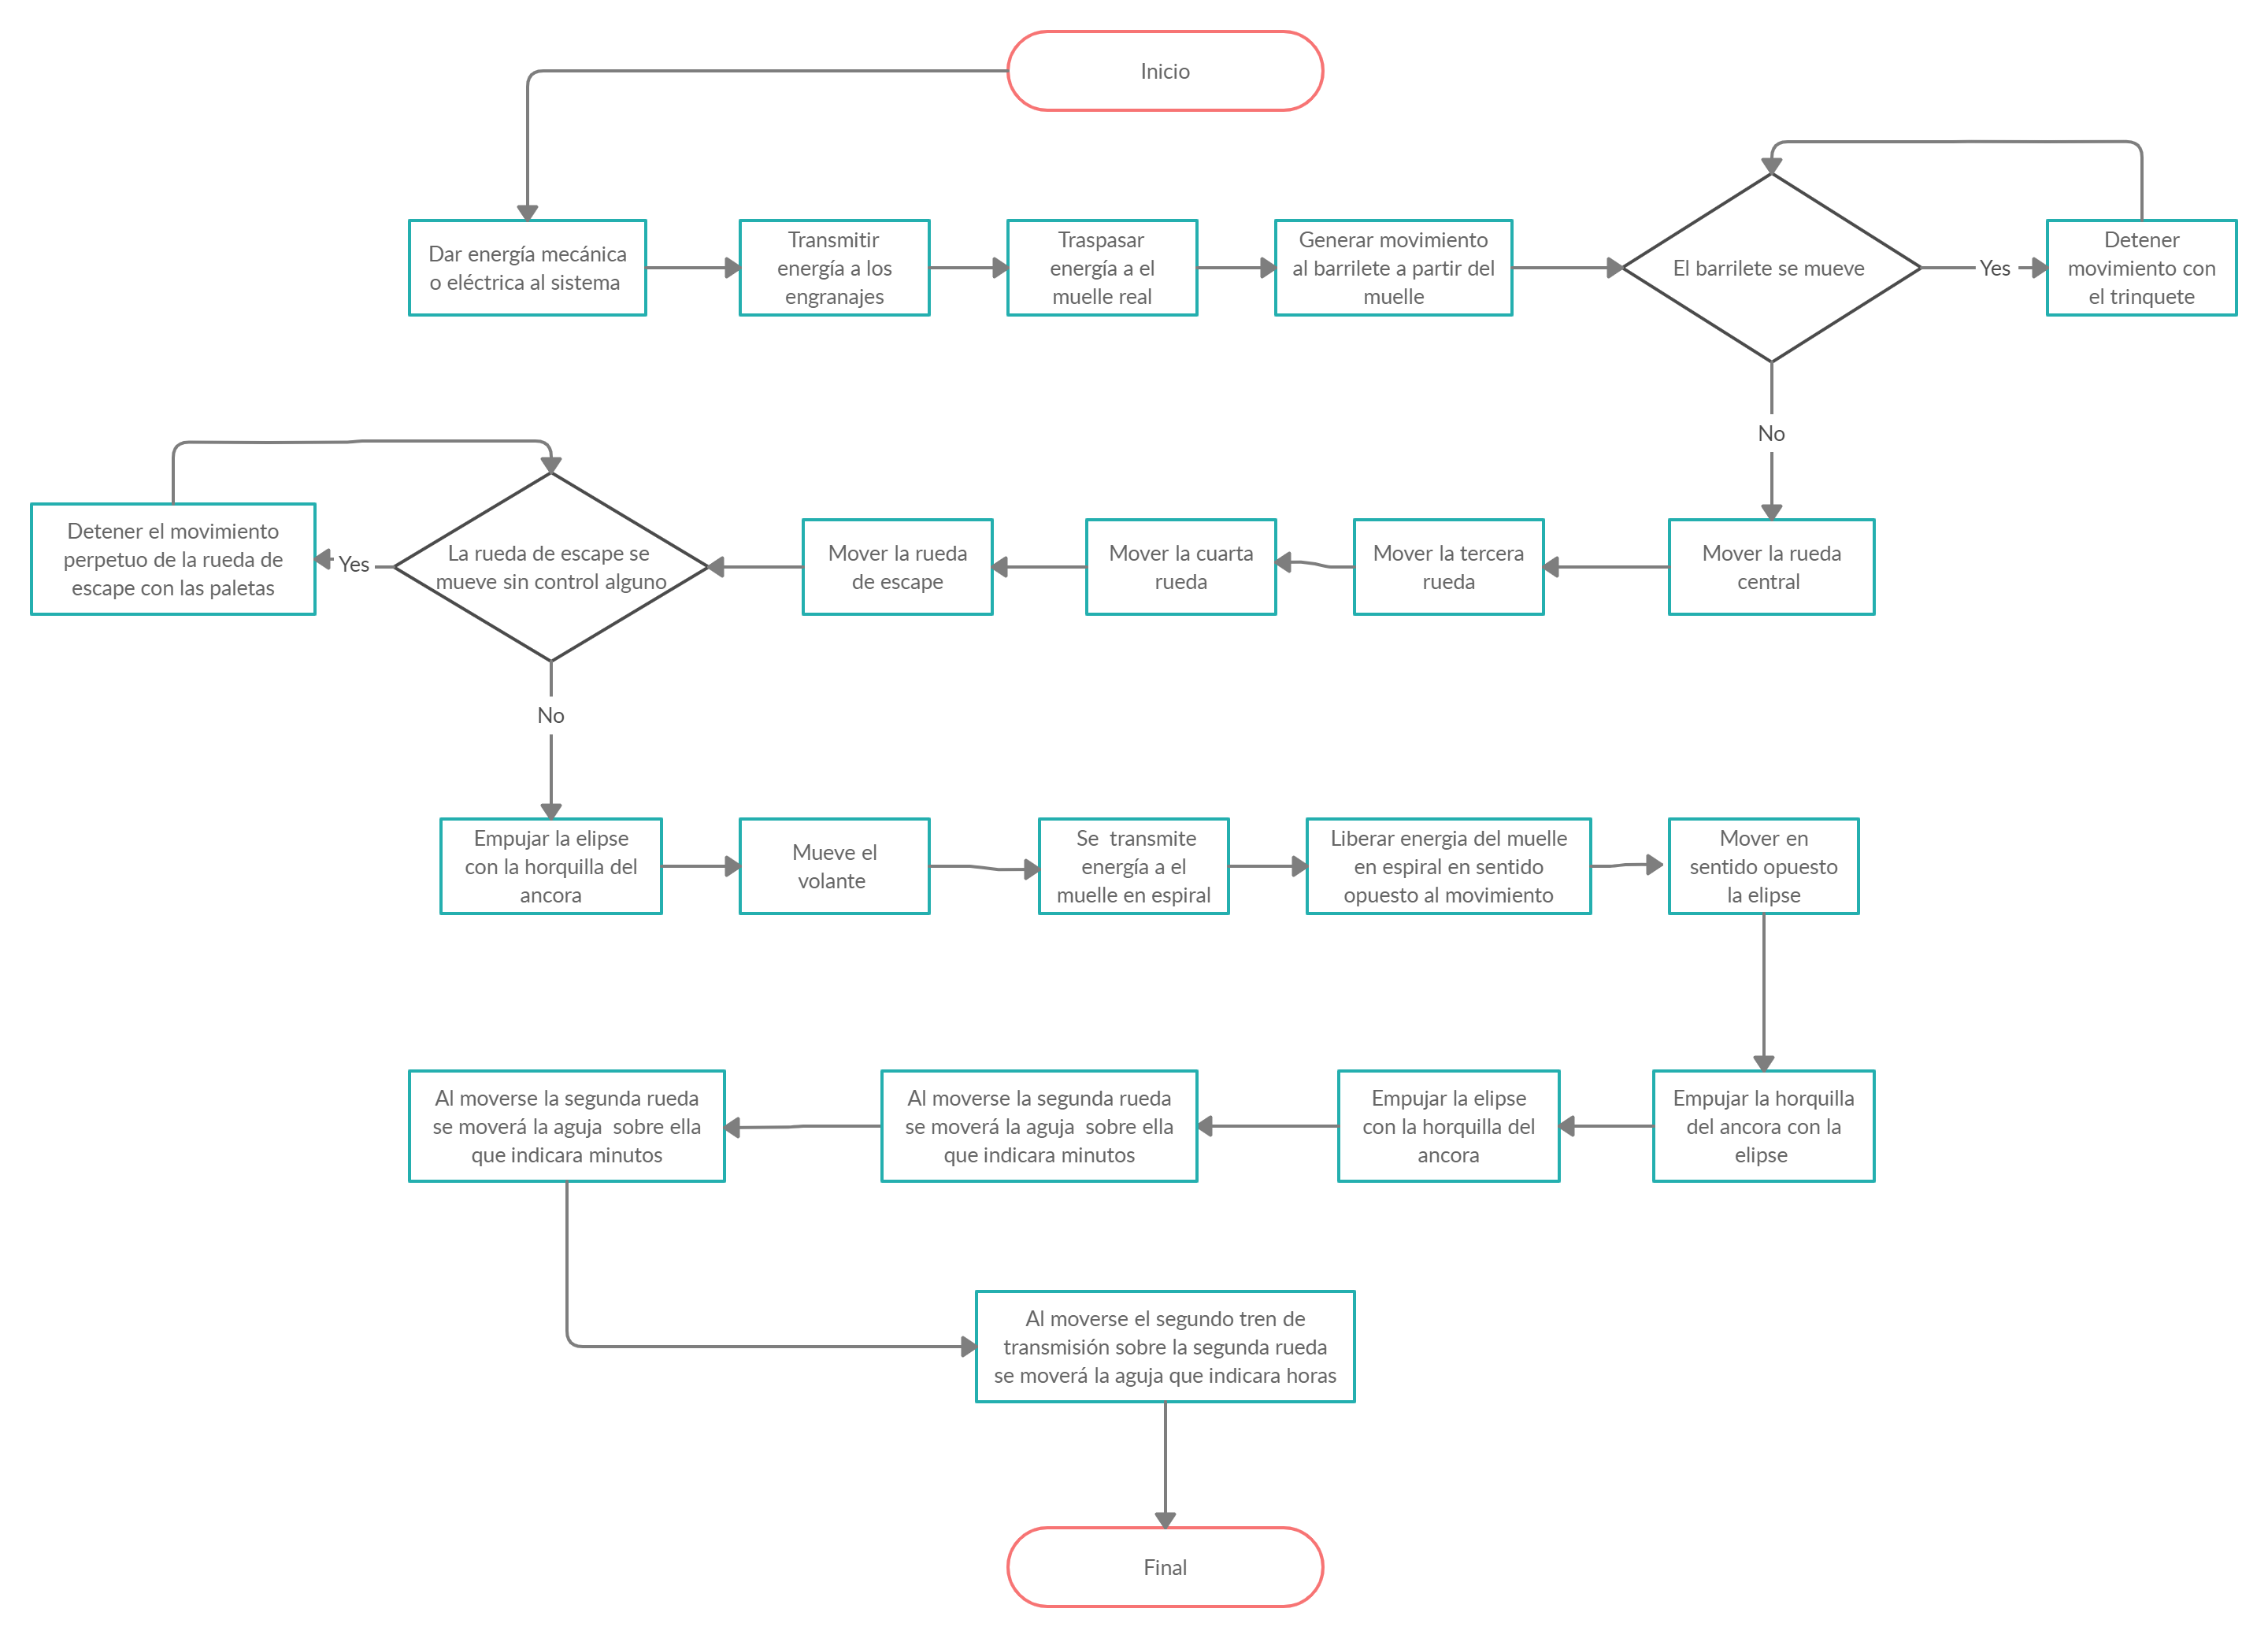 Inicio
Dar energía mecánica
o eléctrica al sistema
Transmitir
energía a los
engranajes
Traspasar
energía a el
muelle real
Generar movimiento
al barrilete a partir del
muelle
El barrilete se mueve
Yes
Detener
movimiento con
el trinquete
No
Mover la rueda
central
Mover la tercera
rueda
Mover la cuarta
rueda
Mover la rueda
de escape
La rueda de escape se
mueve sin control alguno
Yes
Detener el movimiento
perpetuo de la rueda de
escape con las paletas
No
Empujar la elipse
con la horquilla del
ancora
Mueve el
volante
Se  transmite
energía a el
muelle en espiral
Liberar energia del muelle
en espiral en sentido
opuesto al movimiento
Mover en
sentido opuesto
la elipse
Empujar la horquilla
del ancora con la
elipse
Empujar la elipse
con la horquilla del
ancora
Al moverse la segunda rueda
se moverá la aguja  sobre ella
que indicara minutos
Al moverse la segunda rueda
se moverá la aguja  sobre ella
que indicara minutos
Al moverse el segundo tren de
transmisión sobre la segunda rueda
se moverá la aguja que indicara horas
Final